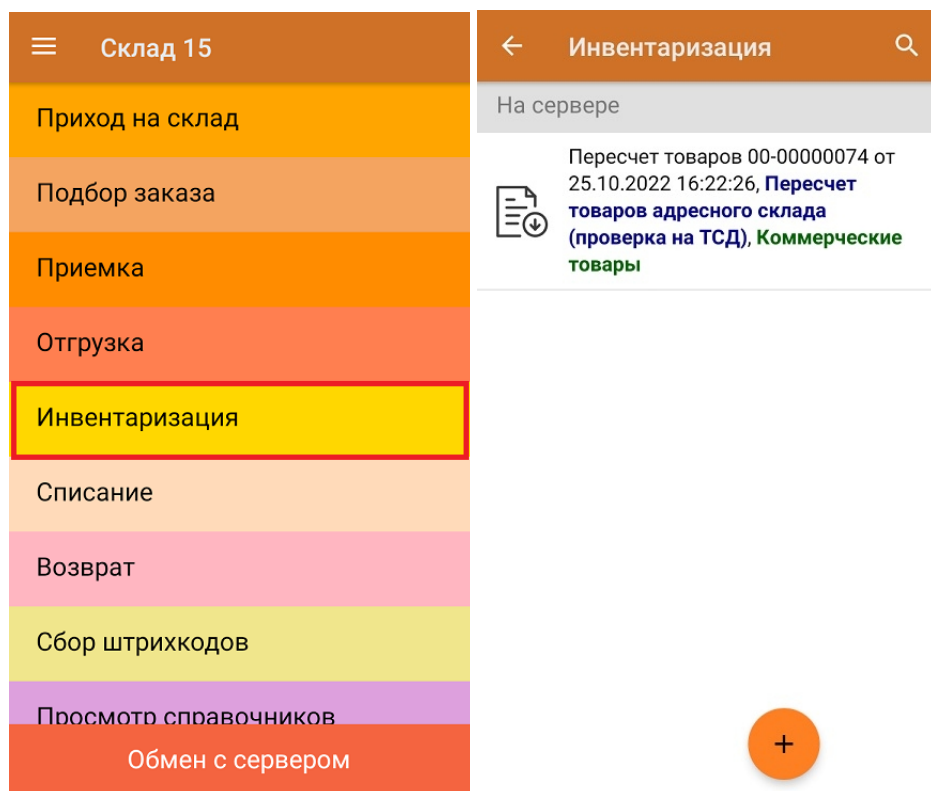 Склад 15
Приход на склад
Подбор заказа
Приемка
Отгрузка
Инвентаризация
Списание
Возврат
Сбор штрихкодов
Просмотр справочников
Обмен с сервером
Инвентаризация
На сервере
Пересчет товаров 00-00000074 от
25.10.2022 16:22:26, Пересчет
товаров адресного склада
(проверка на ТСД), Коммерческие
товары